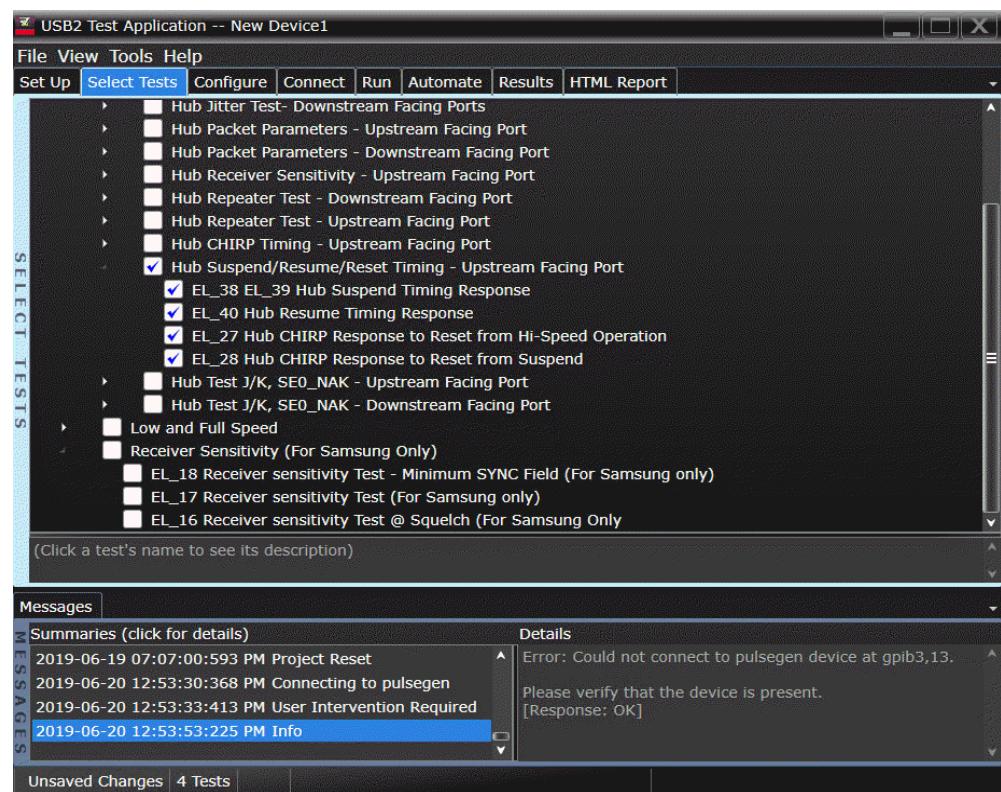 USB2 Test Application -- New Device1
File View Tools Help
Set Up Select Tests Configure Connect Run Automate Results HTML Report
Hub Jitter Test- Downstream Facing Ports
Hub Packet Parameters - Upstream Facing Port
Hub Packet Parameters - Downstream Facing Port
Hub Receiver Sensitivity - Upstream Facing Port
Hub Repeater Test - Downstream Facing Port
Hub Repeater Test - Upstream Facing Port
Hub CHIRP Timing - Upstream Facing Port
Hub Suspend/Resume/Reset Timing - Upstream Facing Port
EL_38 EL_39 Hub Suspend Timing Response
EL_40 Hub Resume Timing Response
EL_27 Hub CHIRP Response to Reset from Hi-Speed Operation
EL_28 Hub CHIRP Response to Reset from Suspend
Hub Test J/K, SE0_NAK - Upstream Facing Port
Hub Test J/K, SE0_NAK - Downstream Facing Port
Low and Full Speed
Receiver Sensitivity (For Samsung Only)
EL_18 Receiver sensitivity Test - Minimum SYNC Field (For Samsung only)
EL_17 Receiver sensitivity Test (For Samsung only)
EL_16 Receiver sensitivity Test @ Squelch (For Samsung Only
SELECT TESTS
(Click a test's name to see its description)
Messages
MESSAGES
Summaries (click for details)
2019-06-19 07:07:00:593 PM Project Reset
2019-06-20 12:53:30:368 PM Connecting to pulsegen
2019-06-20 12:53:33:413 PM User Intervention Required
2019-06-20 12:53:53:225 PM Info
Details
Error: Could not connect to pulsegen device at gpib3,13.
Please verify that the device is present.
[Response: OK]
Unsaved Changes 4 Tests